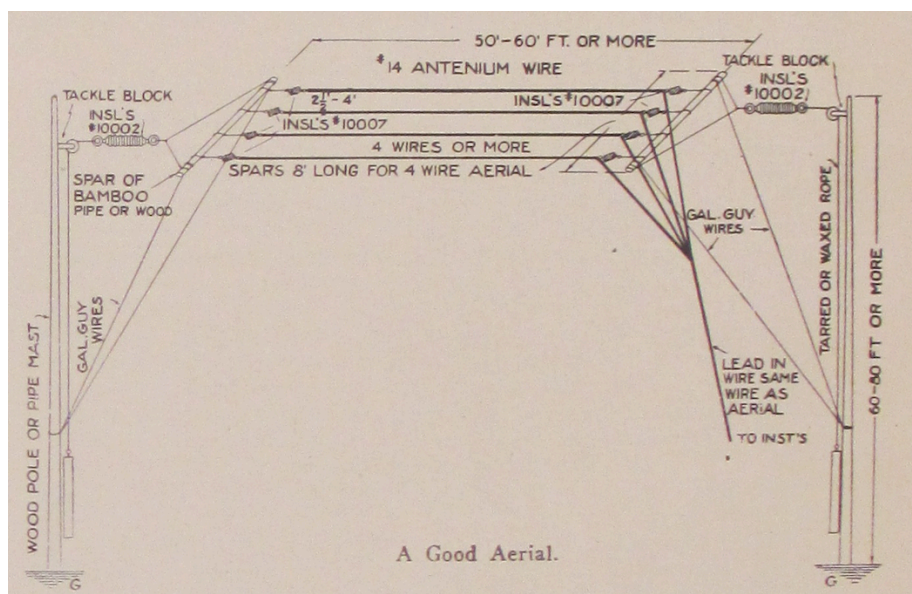 50'-60' FT. OR MORE
#14 ANTENIUM WIRE
TACKLE BLOCK
INSL'S
#10002
TACKLE BLOCK
INSL'S
#10002
2½'-4'
INSL'S #10007
INSL'S #10007
4 WIRES OR MORE
SPARS 8' LONG FOR 4 WIRE AERIAL
SPAR OF
BAMBOO
PIPE OR WOOD
GAL. GUY
WIRES
GAL. GUY
WIRES
WOOD POLE OR PIPE MAST
TARRED OR WAXED ROPE
60-80 FT OR MORE
LEAD IN
WIRE SAME
WIRE AS
AERIAL
TO INST'S
G
G
A Good Aerial.